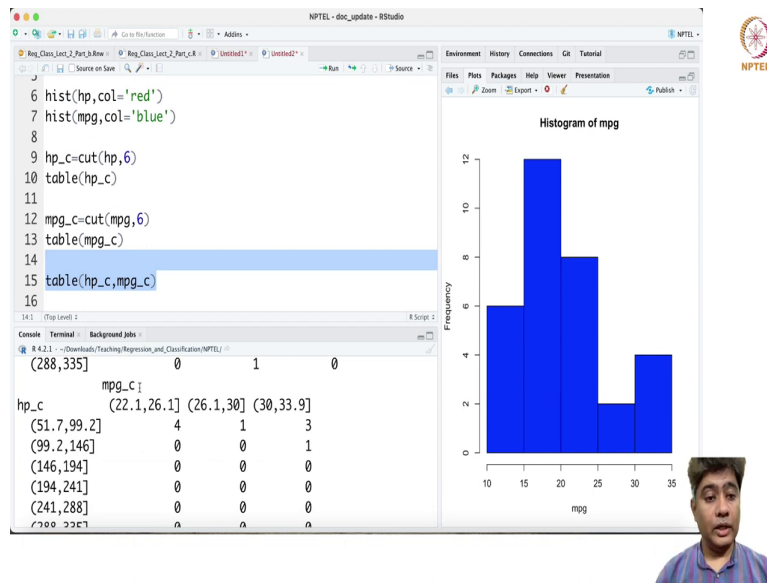 NPTEL - doc_update - RStudio
Go to file/function
Addins
NPTEL
Reg_Class_Lect_2_Part_b.Rnw
Reg_Class_Lect_2_Part_c.R
Untitled1*
Untitled2*
Source on Save
Run
Source
6 hist(hp,col='red')
7 hist(mpg,col='blue')
8
9 hp_c=cut(hp,6)
10 table(hp_c)
11
12 mpg_c=cut(mpg,6)
13 table(mpg_c)
14
15 table(hp_c,mpg_c)
16
14:1 (Top Level) R Script
Console Terminal Background Jobs
R 4.2.1 · ~/Downloads/Teaching/Regression_and_Classification/NPTEL/
(288,335] 0 1 0
mpg_c
hp_c (22.1,26.1] (26.1,30] (30,33.9]
(51.7,99.2] 4 1 3
(99.2,146] 0 0 1
(146,194] 0 0 0
(194,241] 0 0 0
(241,288] 0 0 0
(288,335] 0 0 0
Environment History Connections Git Tutorial
Files Plots Packages Help Viewer Presentation
Zoom Export Publish
Histogram of mpg
Frequency
12
10
8
6
4
2
0
10 15 20 25 30 35
mpg
NPTEL